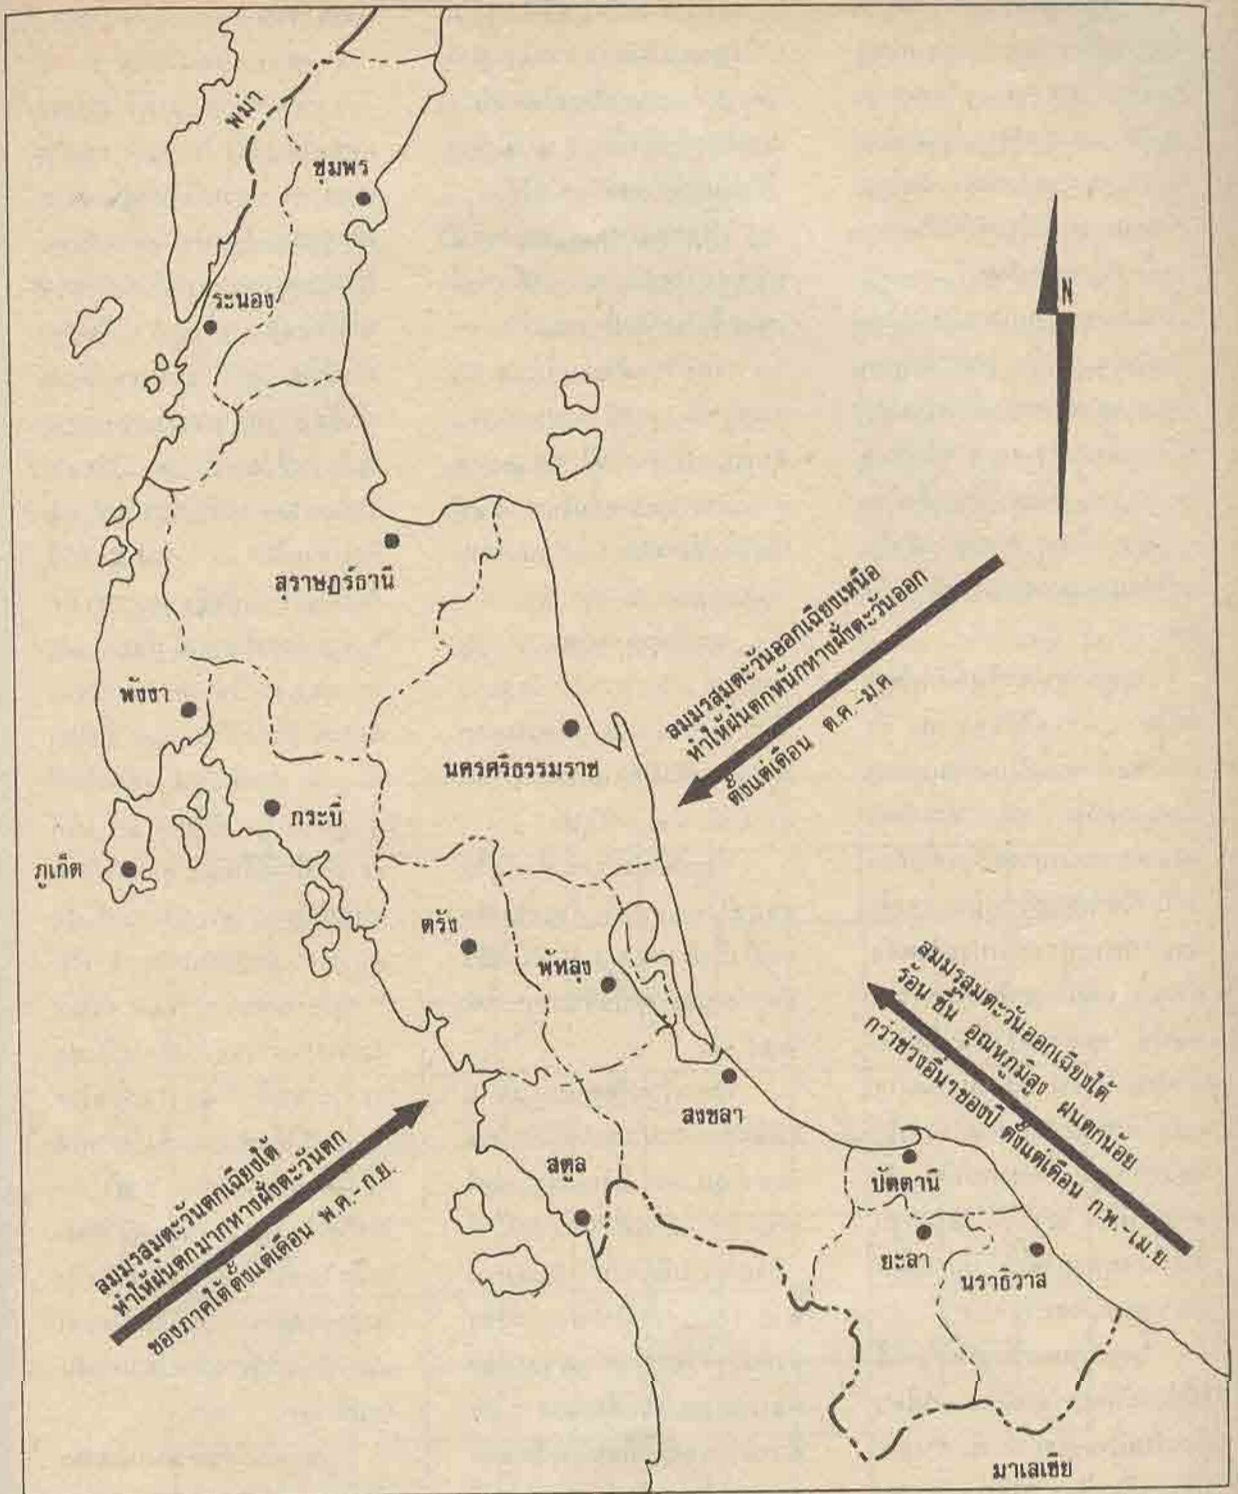 พม่า
ชุมพร
N
ระนอง
สุราษฎร์ธานี
ลมมรสุมตะวันออกเฉียงเหนือ
ทำให้ฝนตกหนักทางฝั่งตะวันออก
ตั้งแต่เดือน ต.ค.-ม.ค
พังงา
นครศรีธรรมราช
กระบี่
ภูเก็ต
ตรัง
พัทลุง
ลมมรสุมตะวันออกเฉียงใต้
ร้อน ชื้น อุณหภูมิสูง ฝนตกน้อย
กว่าช่วงอื่นๆของปี ตั้งแต่เดือน ก.พ.-เม.ย.
สงขลา
สตูล
ปัตตานี
ยะลา
นราธิวาส
ลมมรสุมตะวันตกเฉียงใต้
ทำให้ฝนตกมากทางฝั่งตะวันตก
ของภาคใต้ตั้งแต่เดือน พ.ค.-ก.ย.
มาเลเซีย